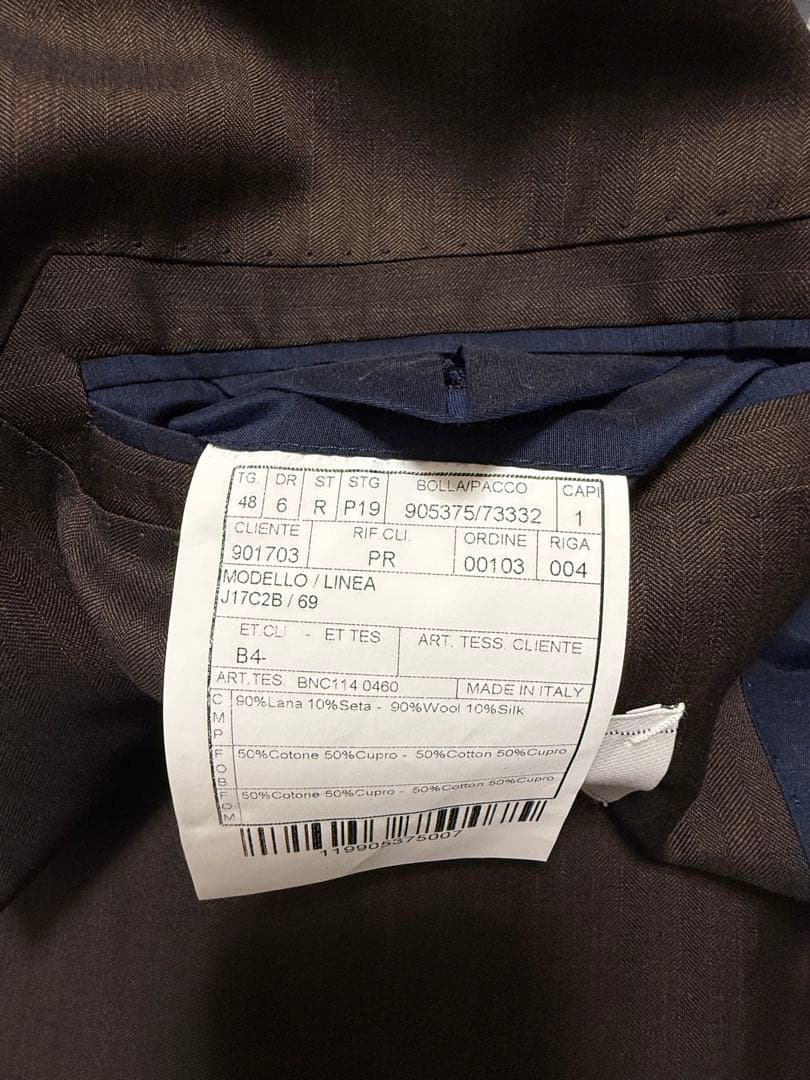 TG. DR ST STG BOLLA/PACCO CAPI
48 6 R P19 905375/73332 1
CLIENTE RIF.CLI. ORDINE RIGA
901703 PR 00103 004
MODELLO / LINEA
J17C2B / 69
ET.CLI - ET TES ART. TESS. CLIENTE
B4-
ART.TES. BNC114 0460 MADE IN ITALY
CMP 90%Lana 10%Seta - 90%Wool 10%Silk
FOB 50%Cotone 50%Cupro - 50%Cotton 50%Cupro
FOM 50%Cotone 50%Cupro - 50%Cotton 50%Cupro
119905375007